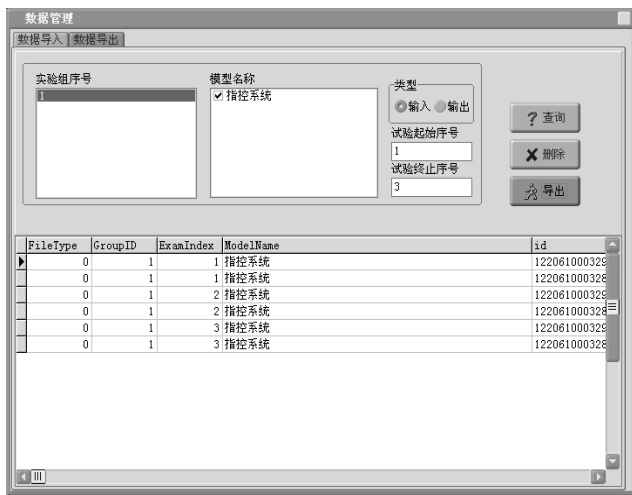 数据管理
数据导入 数据导出
实验组序号
1
模型名称
指控系统
类型
输入 输出
试验起始序号
1
试验终止序号
3
? 查询
删除
导出
FileType GroupID ExamIndex ModelName id
0 1 1 指控系统 122061000329
0 1 1 指控系统 122061000328
0 1 2 指控系统 122061000329
0 1 2 指控系统 122061000328
0 1 3 指控系统 122061000329
0 1 3 指控系统 122061000328